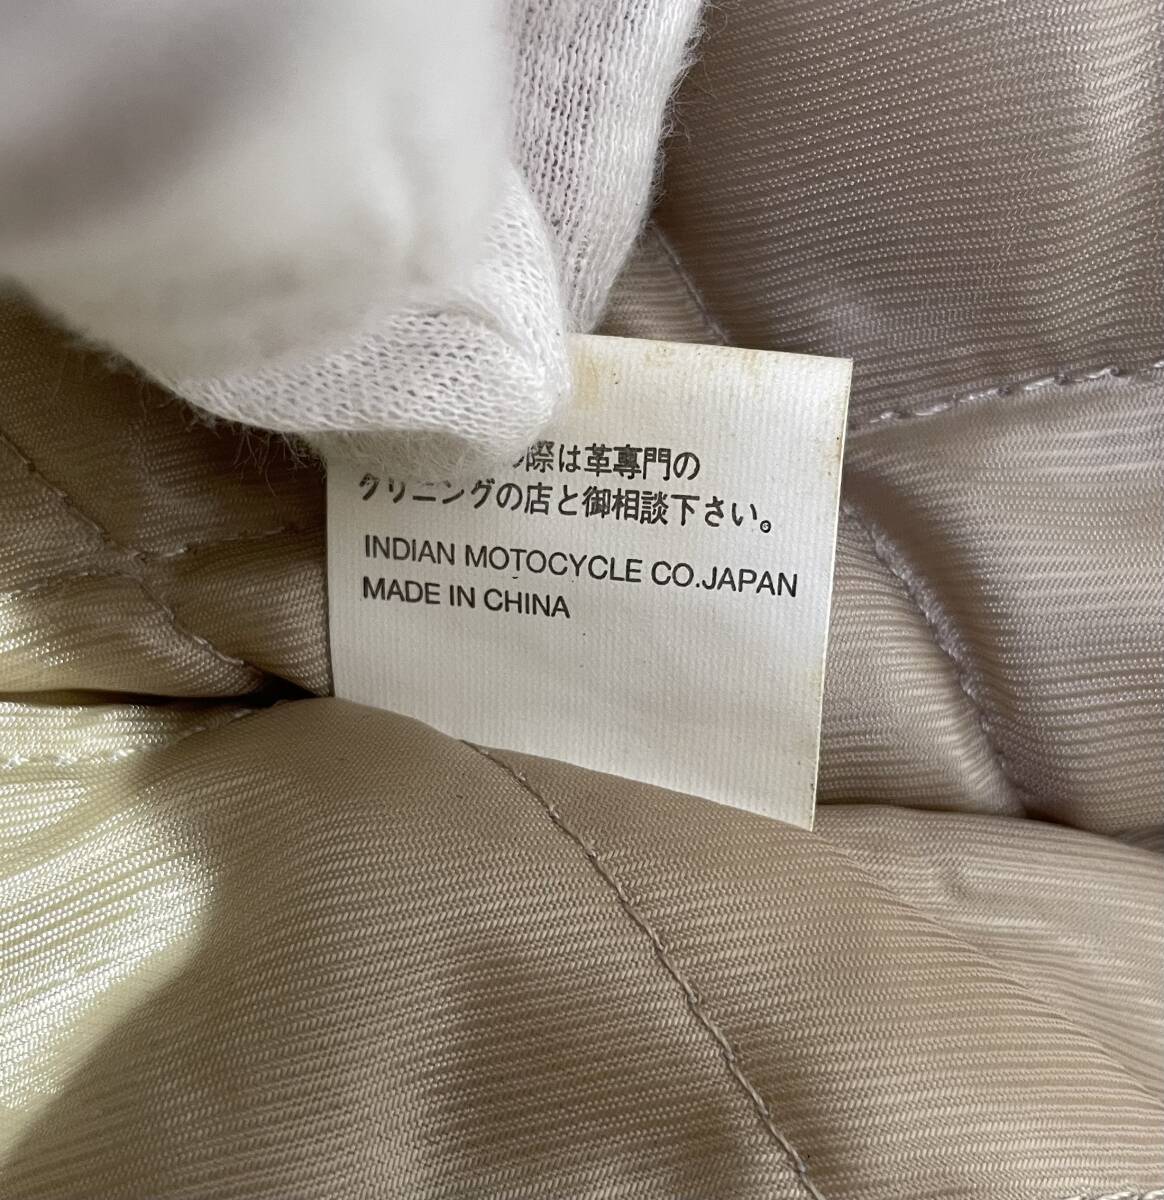 の際は革専門の
クリーニングの店と御相談下さい。
INDIAN MOTOCYCLE CO.JAPAN
MADE IN CHINA